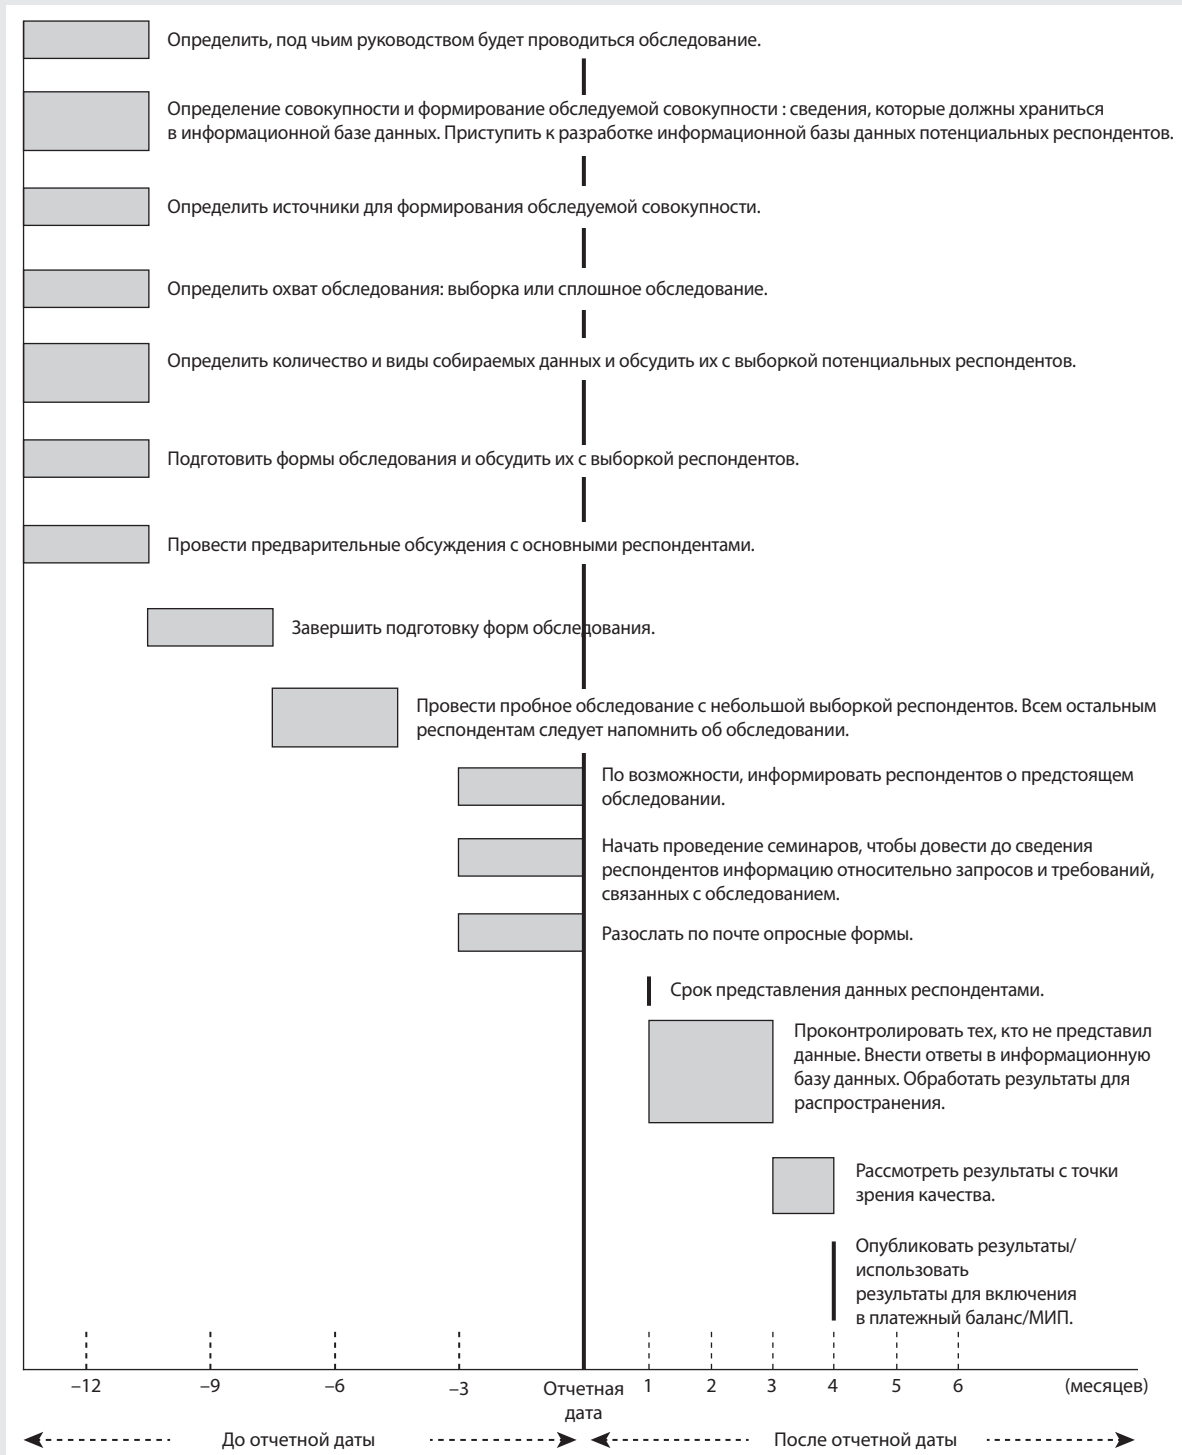 Определить, под чьим руководством будет проводиться обследование.
Определение совокупности и формирование обследуемой совокупности : сведения, которые должны храниться
в информационной базе данных. Приступить к разработке информационной базы данных потенциальных респондентов.
Определить источники для формирования обследуемой совокупности.
Определить охват обследования: выборка или сплошное обследование.
Определить количество и виды собираемых данных и обсудить их с выборкой потенциальных респондентов.
Подготовить формы обследования и обсудить их с выборкой респондентов.
Провести предварительные обсуждения с основными респондентами.
Завершить подготовку форм обследования.
Провести пробное обследование с небольшой выборкой респондентов. Всем остальным
респондентам следует напомнить об обследовании.
По возможности, информировать респондентов о предстоящем
обследовании.
Начать проведение семинаров, чтобы довести до сведения
респондентов информацию относительно запросов и требований,
связанных с обследованием.
Разослать по почте опросные формы.
Срок представления данных респондентами.
Проконтролировать тех, кто не представил
данные. Внести ответы в информационную
базу данных. Обработать результаты для
распространения.
Рассмотреть результаты с точки
зрения качества.
Опубликовать результаты/
использовать
результаты для включения
в платежный баланс/МИП.
–12 –9 –6 –3 Отчетная 1 2 3 4 5 6 (месяцев)
дата
До отчетной даты После отчетной даты